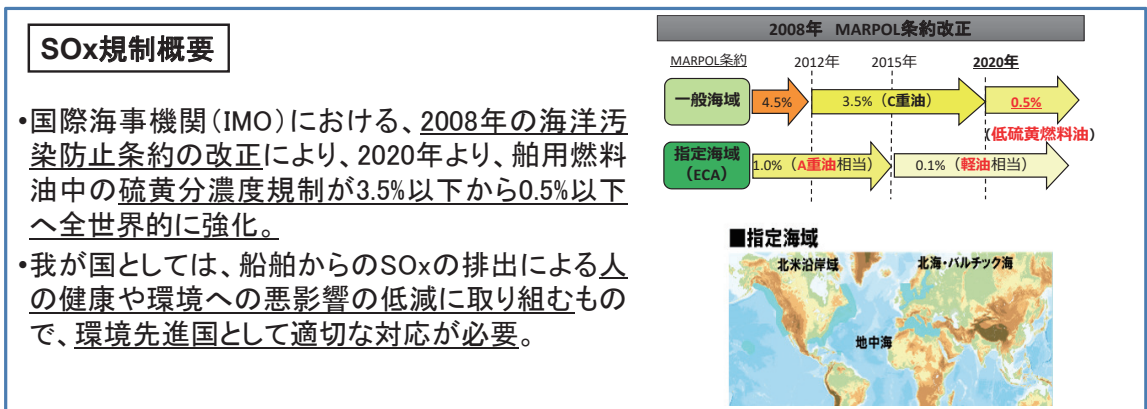 SOx規制概要
•国際海事機関（IMO）における、2008年の海洋汚
染防止条約の改正により、2020年より、舶用燃料
油中の硫黄分濃度規制が3.5%以下から0.5%以下
へ全世界的に強化。
•我が国としては、船舶からのSOxの排出による人
の健康や環境への悪影響の低減に取り組むもの
で、環境先進国として適切な対応が必要。
2008年 MARPOL条約改正
MARPOL条約 2012年 2015年 2020年
一般海域 4.5% 3.5%（C重油） 0.5%
（低硫黄燃料油）
指定海域
（ECA）
1.0%（A重油相当） 0.1%（軽油相当）
■指定海域
北米沿岸域 北海・バルチック海
地中海